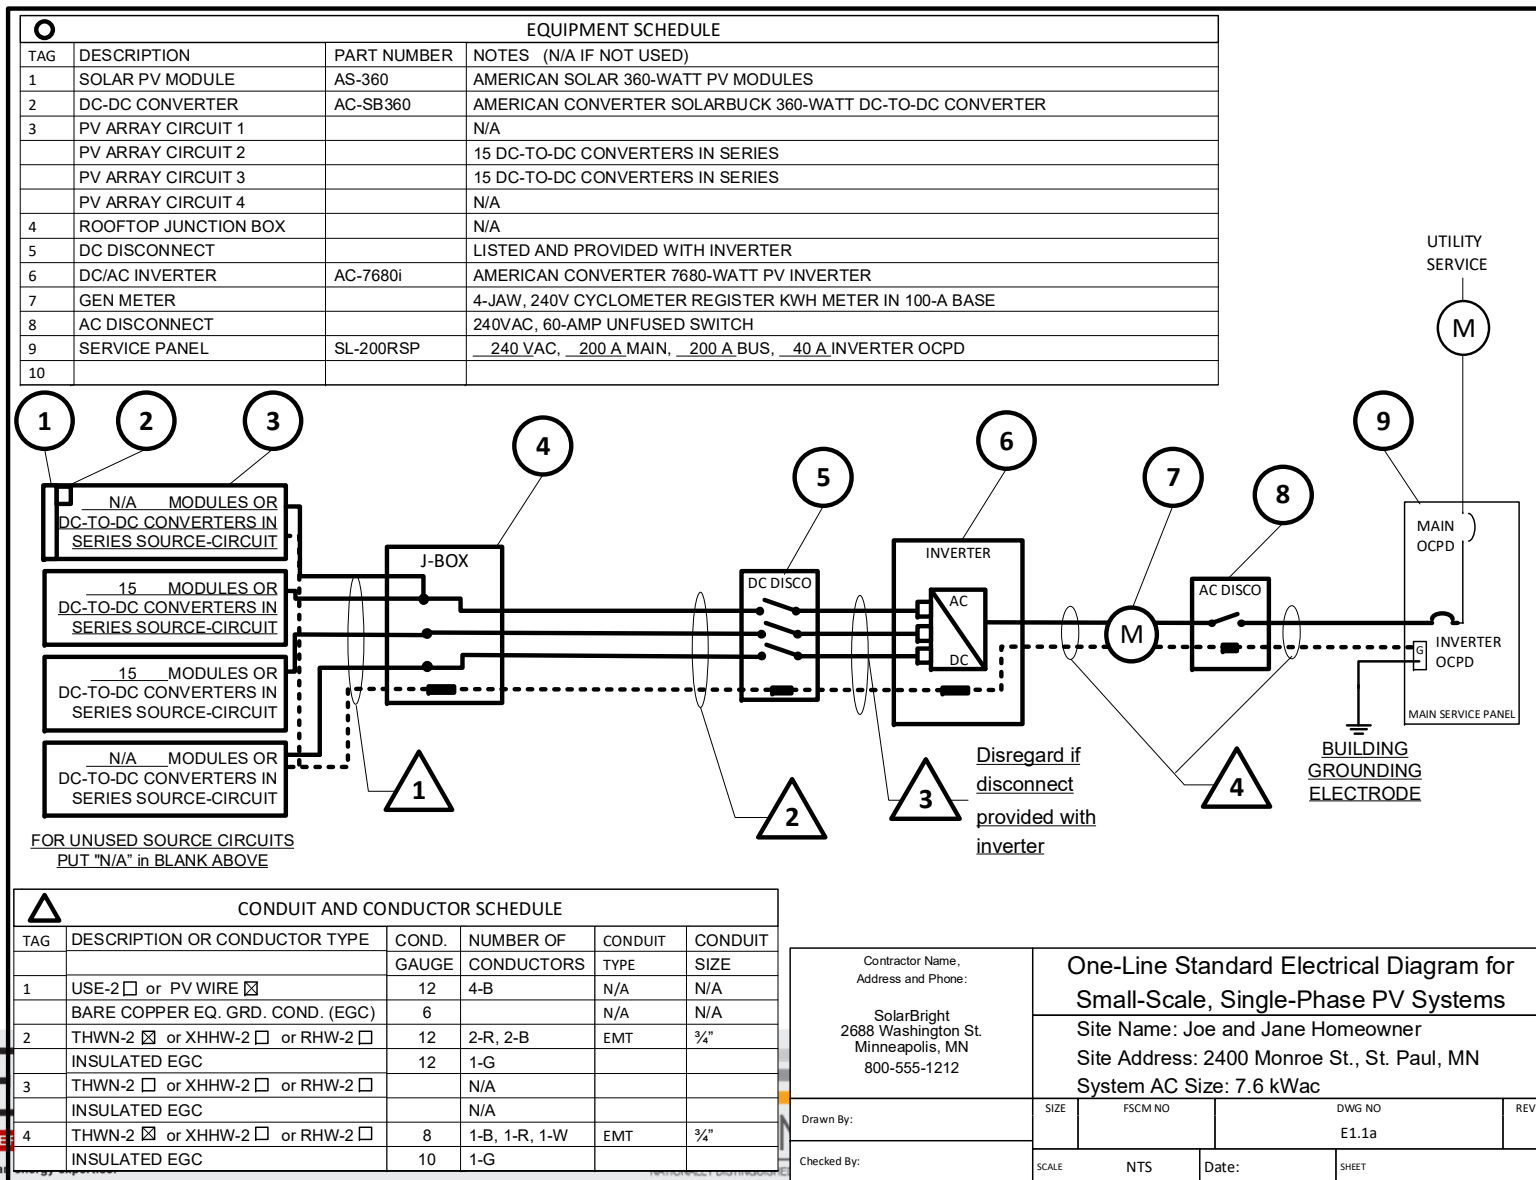 EQUIPMENT SCHEDULE
TAG DESCRIPTION PART NUMBER NOTES (N/A IF NOT USED)
1 SOLAR PV MODULE AS-360 AMERICAN SOLAR 360-WATT PV MODULES
2 DC-DC CONVERTER AC-SB360 AMERICAN CONVERTER SOLARBUCK 360-WATT DC-TO-DC CONVERTER
3 PV ARRAY CIRCUIT 1 N/A
PV ARRAY CIRCUIT 2 15 DC-TO-DC CONVERTERS IN SERIES
PV ARRAY CIRCUIT 3 15 DC-TO-DC CONVERTERS IN SERIES
PV ARRAY CIRCUIT 4 N/A
4 ROOFTOP JUNCTION BOX N/A
5 DC DISCONNECT LISTED AND PROVIDED WITH INVERTER
6 DC/AC INVERTER AC-7680i AMERICAN CONVERTER 7680-WATT PV INVERTER
7 GEN METER 4-JAW, 240V CYCLOMETER REGISTER KWH METER IN 100-A BASE
8 AC DISCONNECT 240VAC, 60-AMP UNFUSED SWITCH
9 SERVICE PANEL SL-200RSP 240 VAC, 200 A MAIN, 200 A BUS, 40 A INVERTER OCPD
10
UTILITY
SERVICE
M
1 2 3 4 5 6 7 8 9
N/A MODULES OR
DC-TO-DC CONVERTERS IN
SERIES SOURCE-CIRCUIT
15 MODULES OR
DC-TO-DC CONVERTERS IN
SERIES SOURCE-CIRCUIT
15 MODULES OR
DC-TO-DC CONVERTERS IN
SERIES SOURCE-CIRCUIT
N/A MODULES OR
DC-TO-DC CONVERTERS IN
SERIES SOURCE-CIRCUIT
FOR UNUSED SOURCE CIRCUITS
PUT "N/A" in BLANK ABOVE
J-BOX
DC DISCO
INVERTER
AC
DC
M
AC DISCO
MAIN
OCPD
INVERTER
OCPD
G
MAIN SERVICE PANEL
BUILDING
GROUNDING
ELECTRODE
1
2
3
Disregard if
disconnect
provided with
inverter
4
CONDUIT AND CONDUCTOR SCHEDULE
TAG DESCRIPTION OR CONDUCTOR TYPE COND. NUMBER OF CONDUIT CONDUIT
GAUGE CONDUCTORS TYPE SIZE
1 USE-2 ☐ or PV WIRE ☒ 12 4-B N/A N/A
BARE COPPER EQ. GRD. COND. (EGC) 6 N/A N/A
2 THWN-2 ☒ or XHHW-2 ☐ or RHW-2 ☐ 12 2-R, 2-B EMT ¾"
INSULATED EGC 12 1-G
3 THWN-2 ☐ or XHHW-2 ☐ or RHW-2 ☐ N/A
INSULATED EGC N/A
4 THWN-2 ☒ or XHHW-2 ☐ or RHW-2 ☐ 8 1-B, 1-R, 1-W EMT ¾"
INSULATED EGC 10 1-G
Contractor Name,
Address and Phone:
SolarBright
2688 Washington St.
Minneapolis, MN
800-555-1212
Drawn By:
Checked By:
One-Line Standard Electrical Diagram for
Small-Scale, Single-Phase PV Systems
Site Name: Joe and Jane Homeowner
Site Address: 2400 Monroe St., St. Paul, MN
System AC Size: 7.6 kWac
SIZE FSCM NO DWG NO REV
E1.1a
SCALE NTS Date: SHEET